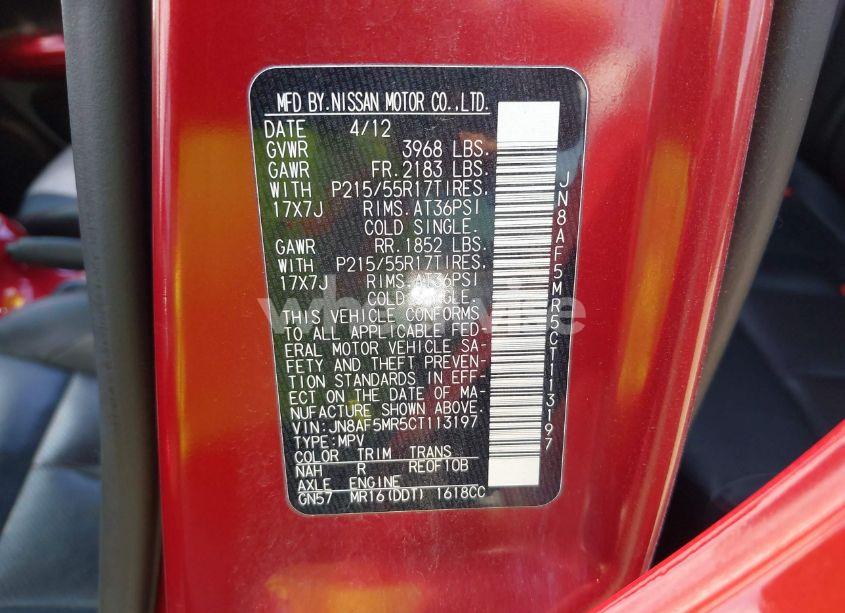 MFD BY.NISSAN MOTOR CO.,LTD.
DATE 4/12
GVWR 3968 LBS.
GAWR FR.2183 LBS.
WITH P215/55R17TIRES.
17X7J RIMS.AT36PSI
COLD SINGLE.
GAWR RR.1852 LBS.
WITH P215/55R17TIRES.
17X7J RIMS.AT36PSI
COLD SINGLE.
THIS VEHICLE CONFORMS
TO ALL APPLICABLE FED-
ERAL MOTOR VEHICLE SA-
FETY AND THEFT PREVEN-
TION STANDARDS IN EFF-
ECT ON THE DATE OF MA-
NUFACTURE SHOWN ABOVE.
VIN:JN8AF5MR5CT113197
TYPE:MPV
COLOR TRIM TRANS
NAH R RE0F10B
AXLE ENGINE
GN57 MR16(DDT) 1618CC
JN8AF5MR5CT113197